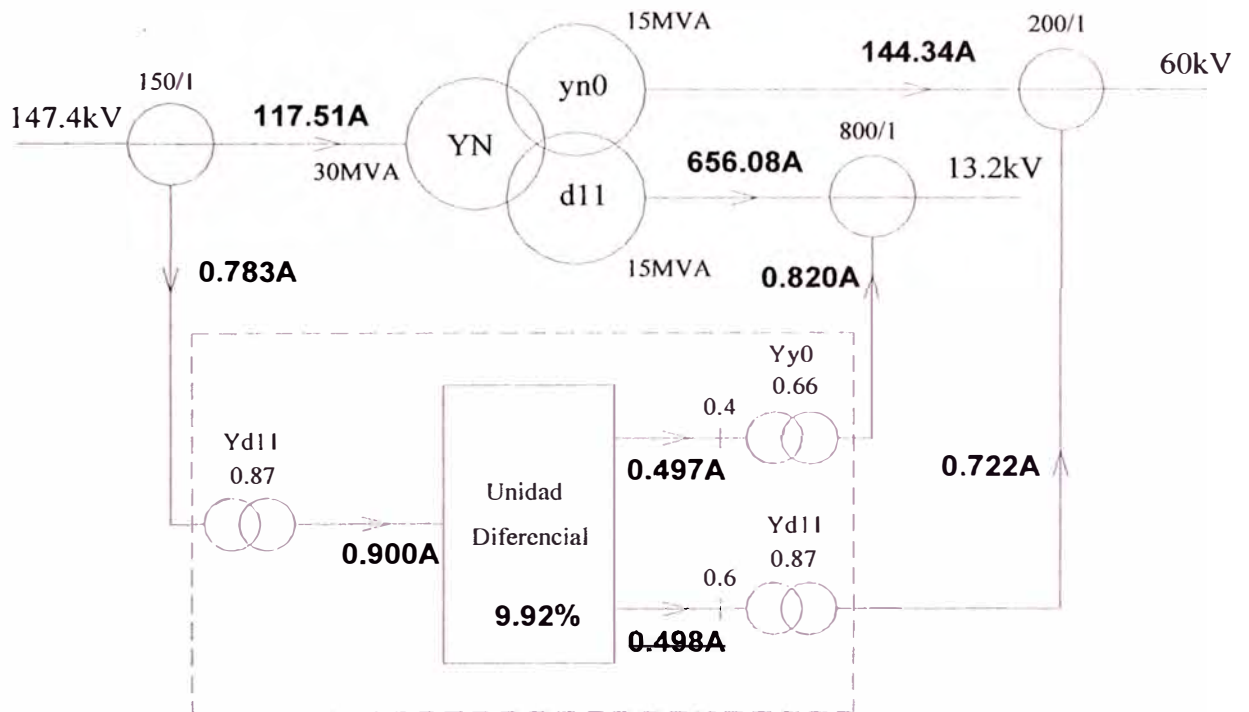 15MVA
200/1
144.34A
60kV
150/1
yn0
147.4kV
117.51A
800/1
YN
656.08A
13.2kV
30MVA
d11
15MVA
0.783A
0.820A
Yy0
0.66
0.4
Yd11
0.87
0.497A
0.722A
Unidad
Diferencial
Yd11
0.87
0.900A
0.6
9.92%
0.498A